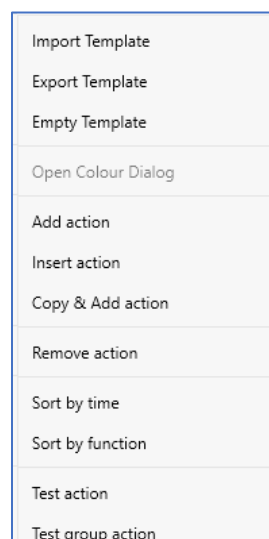 Import Template
Export Template
Empty Template
Open Colour Dialog
Add action
Insert action
Copy & Add action
Remove action
Sort by time
Sort by function
Test action
Test group action